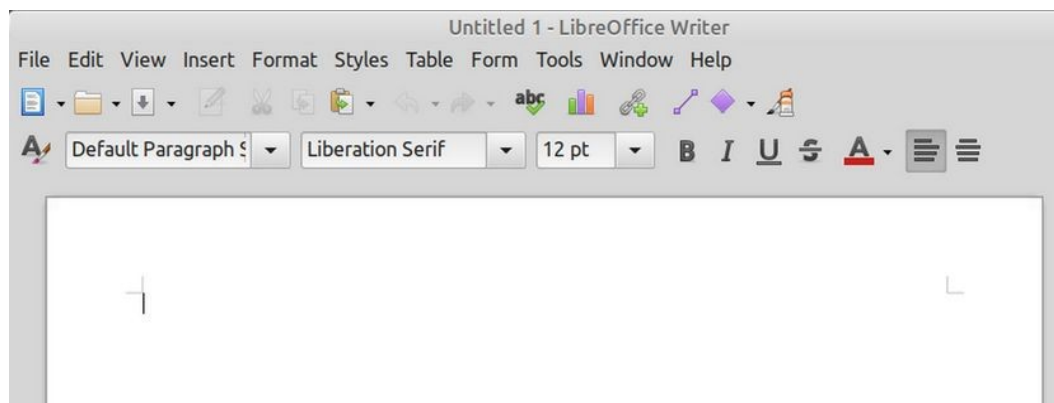 Untitled 1 - LibreOffice Writer
File Edit View Insert Format Styles Table Form Tools Window Help
abc
A Default Paragraph S Liberation Serif 12 pt B I U S A